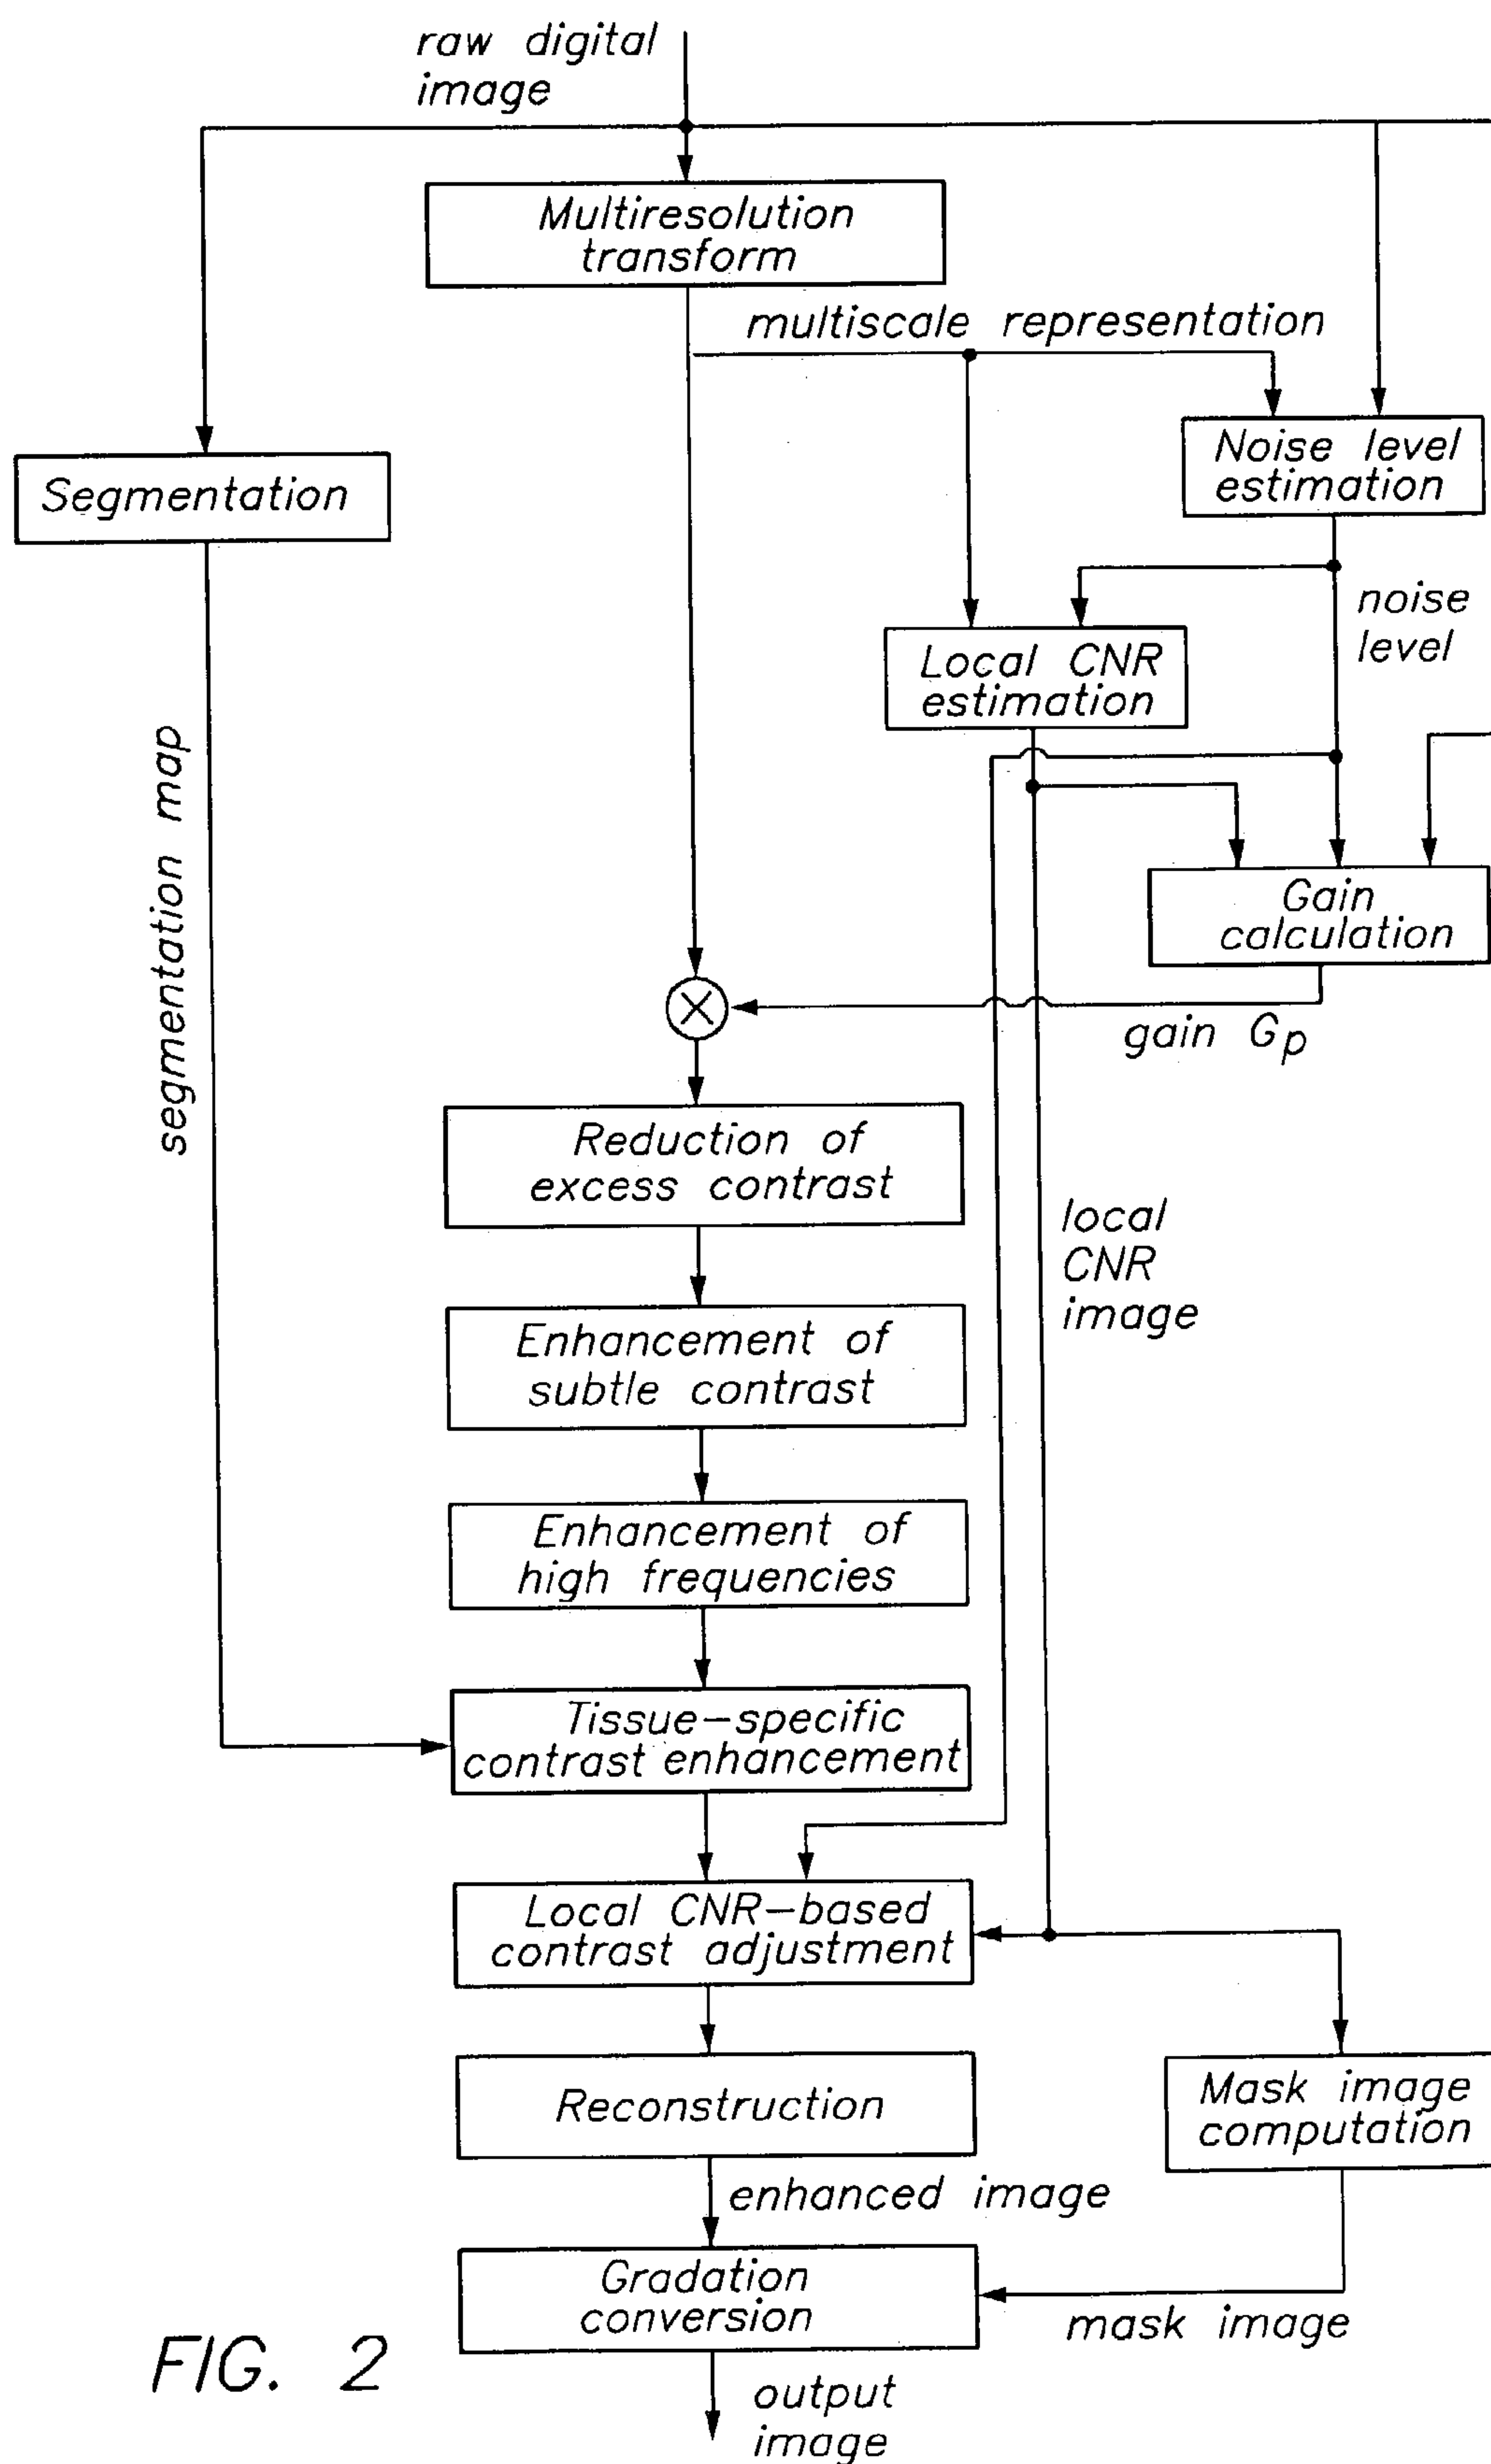 raw digital
image
Multiresolution
transform
multiscale representation
Noise level
estimation
Segmentation
noise
level
Local CNR
estimation
segmentation map
Gain
calculation
gain Gp
Reduction of
excess contrast
local
CNR
image
Enhancement of
subtle contrast
Enhancement of
high frequencies
Tissue-specific
contrast enhancement
Local CNR-based
contrast adjustment
Reconstruction
Mask image
computation
enhanced image
Gradation
conversion
mask image
FIG. 2
output
image